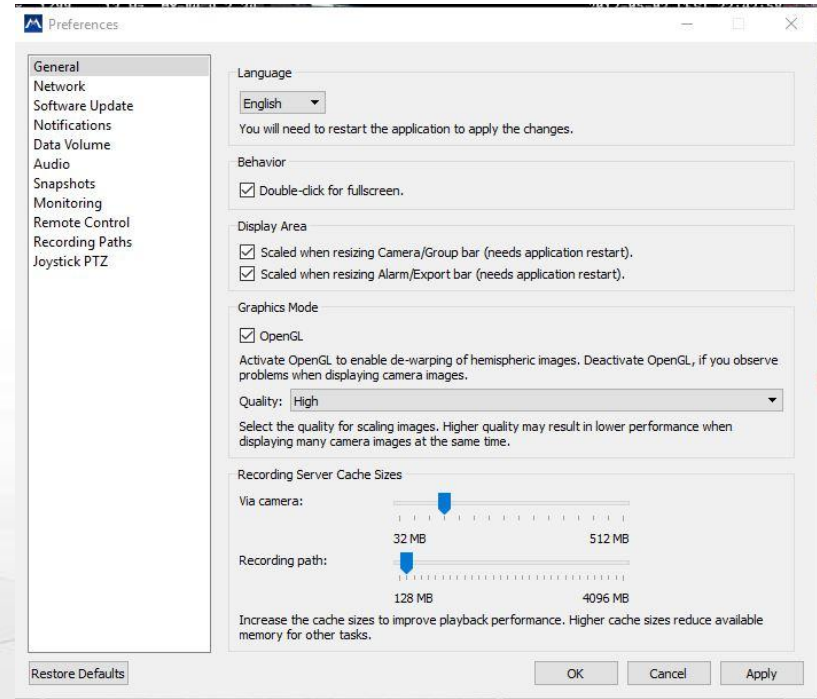 Preferences
General
Network
Software Update
Notifications
Data Volume
Audio
Snapshots
Monitoring
Remote Control
Recording Paths
Joystick PTZ
Language
English
You will need to restart the application to apply the changes.
Behavior
Double-click for fullscreen.
Display Area
Scaled when resizing Camera/Group bar (needs application restart).
Scaled when resizing Alarm/Export bar (needs application restart).
Graphics Mode
OpenGL
Activate OpenGL to enable de-warping of hemispheric images. Deactivate OpenGL, if you observe
problems when displaying camera images.
Quality: High
Select the quality for scaling images. Higher quality may result in lower performance when
displaying many camera images at the same time.
Recording Server Cache Sizes
Via camera:
32 MB 512 MB
Recording path:
128 MB 4096 MB
Increase the cache sizes to improve playback performance. Higher cache sizes reduce available
memory for other tasks.
Restore Defaults OK Cancel Apply